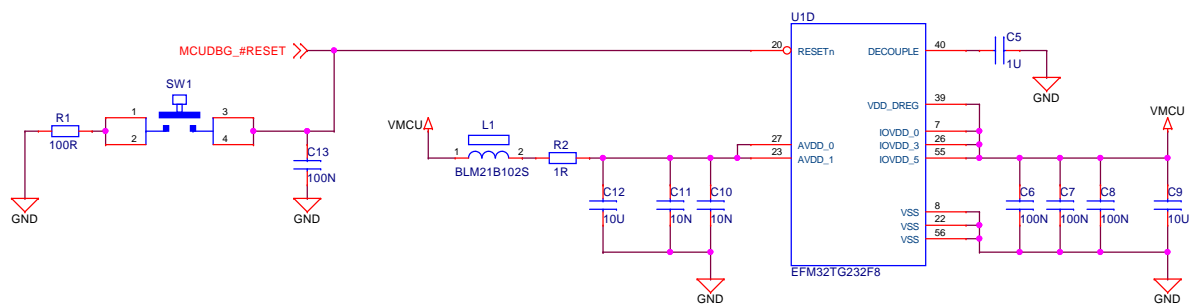 U1D
MCUDBG_#RESET
20
RESETn
DECOUPLE
40
C5
1U
GND
SW1
R1
100R
1
2
3
4
C13
100N
GND
GND
VDD_DREG
39
IOVDD_0
7
IOVDD_3
26
IOVDD_5
55
VMCU
VMCU
L1
1
2
BLM21B102S
R2
1R
27
AVDD_0
23
AVDD_1
C12
10U
C11
10N
C10
10N
GND
VSS
8
VSS
22
VSS
56
C6
100N
C7
100N
C8
100N
C9
10U
GND
EFM32TG232F8